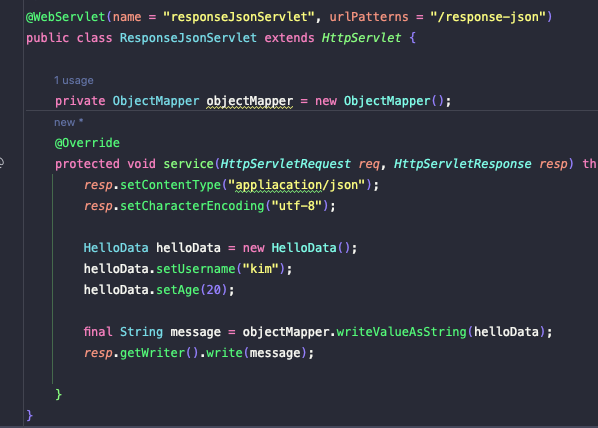 @WebServlet(name = "responseJsonServlet", urlPatterns = "/response-json")
public class ResponseJsonServlet extends HttpServlet {
1 usage
private ObjectMapper objectMapper = new ObjectMapper();
new *
@Override
protected void service(HttpServletRequest req, HttpServletResponse resp) th
resp.setContentType("appliacation/json");
resp.setCharacterEncoding("utf-8");
HelloData helloData = new HelloData();
helloData.setUsername("kim");
helloData.setAge(20);
final String message = objectMapper.writeValueAsString(helloData);
resp.getWriter().write(message);
}
}